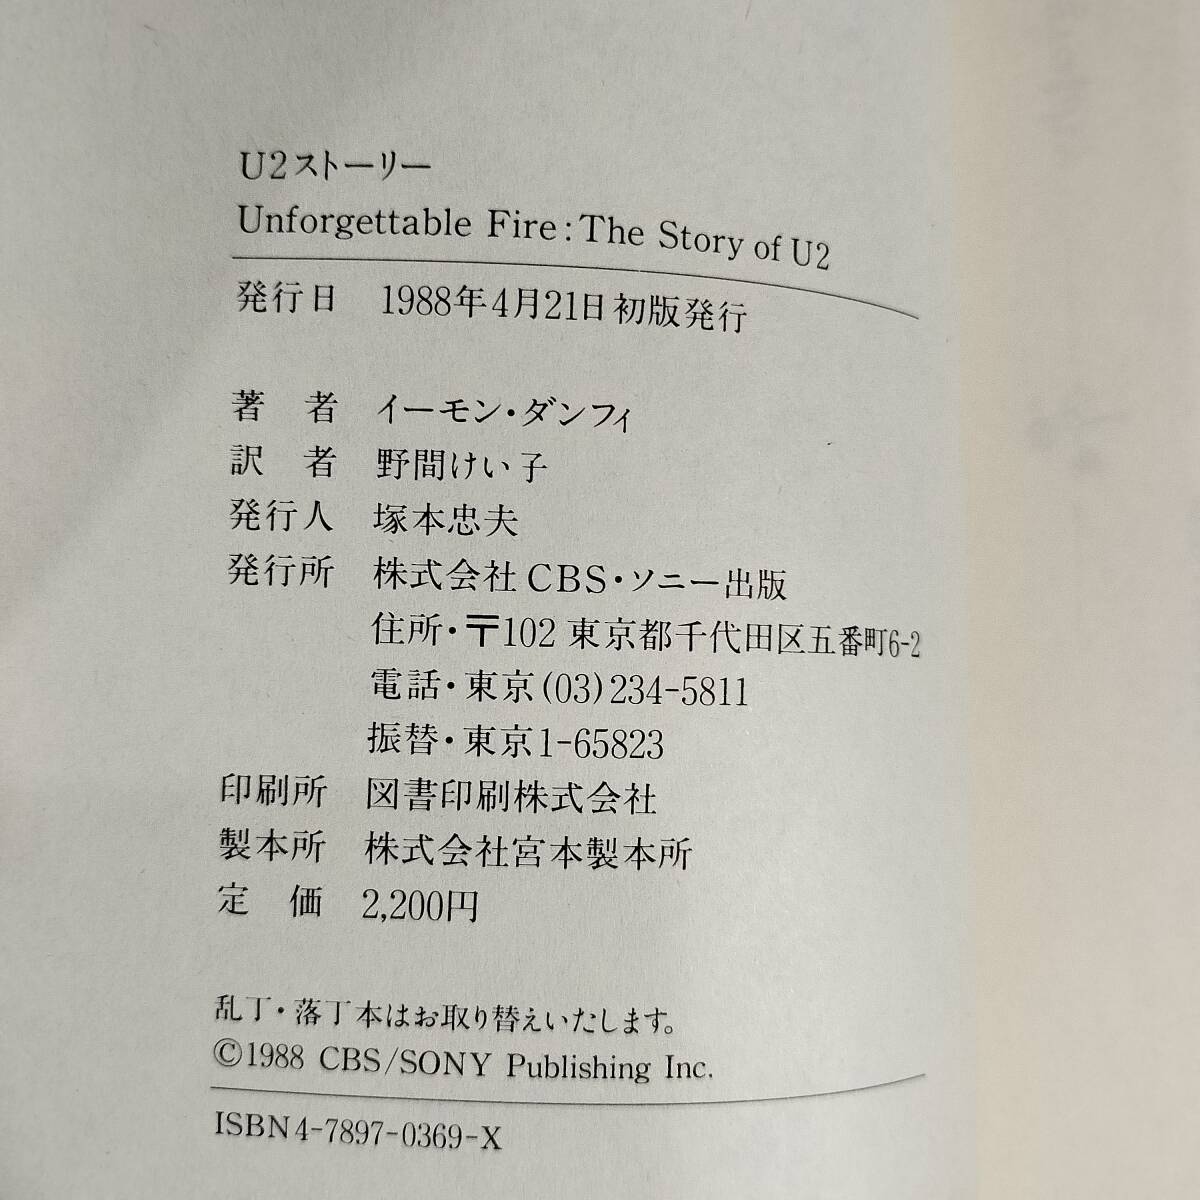 U2ストーリー
Unforgettable Fire:The Story of U2
発行日 1988年4月21日初版発行
著 者 イーモン・ダンフィ
訳 者 野間けい子
発行人 塚本忠夫
発行所 株式会社CBS・ソニー出版
住所・〒102 東京都千代田区五番町6-2
電話・東京(03)234-5811
振替・東京1-65823
印刷所 図書印刷株式会社
製本所 株式会社宮本製本所
定 価 2,200円
乱丁・落丁本はお取り替えいたします。
©1988 CBS/SONY Publishing Inc.
ISBN4-7897-0369-X